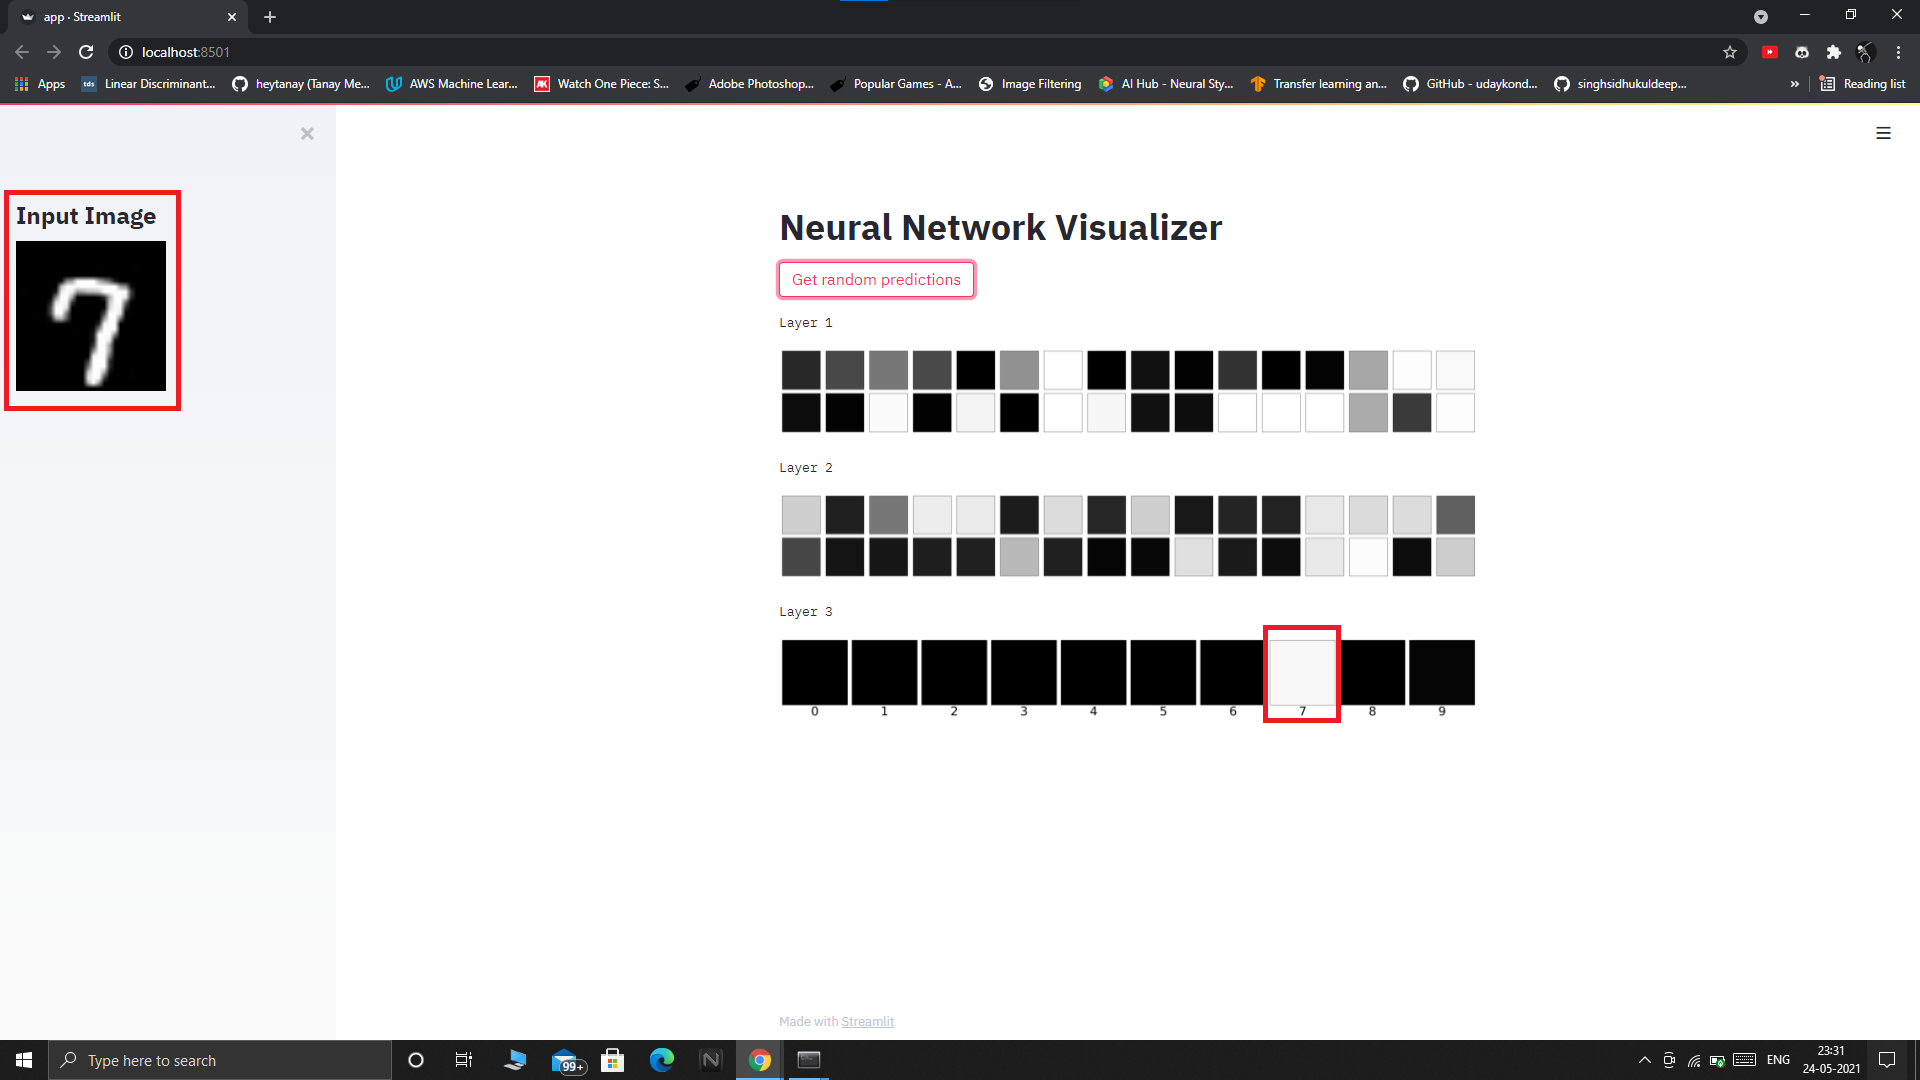 app · Streamlit
localhost:8501
Apps
tds
Linear Discriminant...
heytanay (Tanay Me...
AWS Machine Lear...
AK
Watch One Piece: S...
Adobe Photoshop...
Popular Games - A...
Image Filtering
AI Hub - Neural Sty...
Transfer learning an...
GitHub - udaykond...
singhsidhukuldeep...
»
Reading list
Input Image
7
Neural Network Visualizer
Get random predictions
Layer 1
Layer 2
Layer 3
0 1 2 3 4 5 6 7 8 9
Made with Streamlit
Type here to search
99+
N
ENG
23:31
24-05-2021